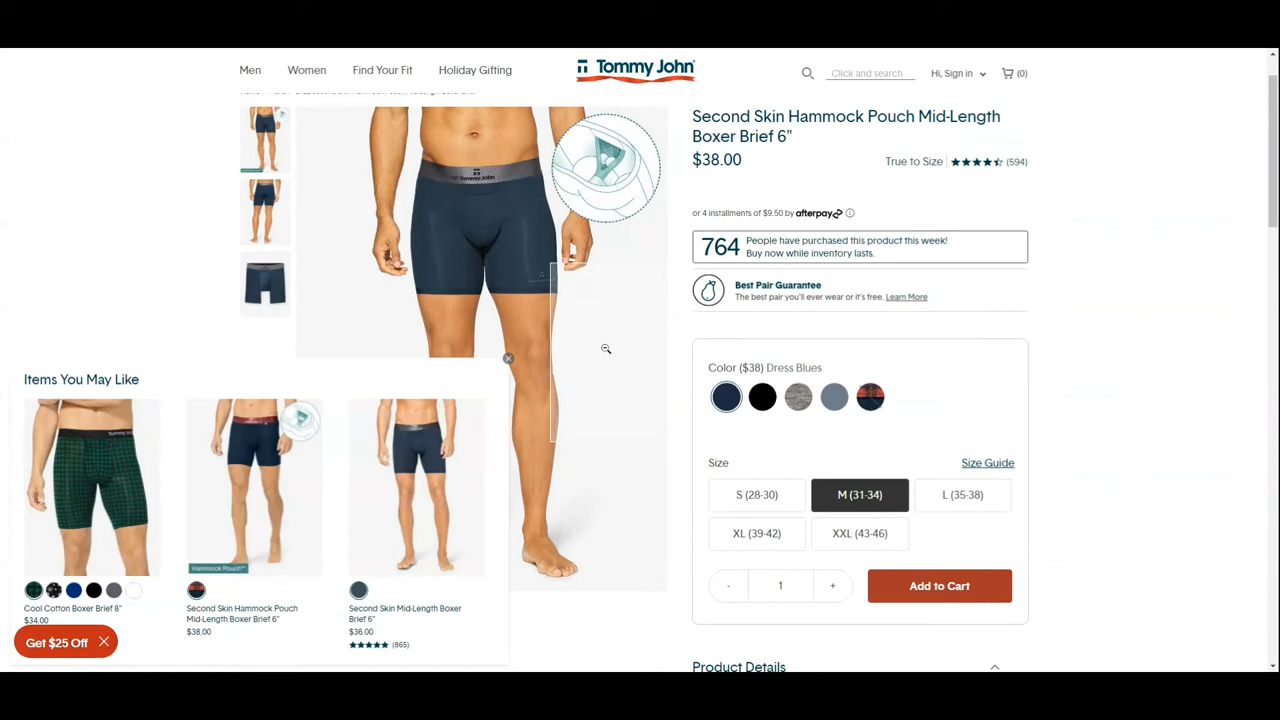 Men
Women
Find Your Fit
Holiday Gifting
Tommy John
Click and search
Hi, Sign in
(0)
Second Skin Hammock Pouch Mid-Length
Boxer Brief 6"
$38.00
True to Size
(594)
or 4 installments of $9.50 by afterpay
764
People have purchased this product this week!
Buy now while inventory lasts.
Best Pair Guarantee
The best pair you'll ever wear or it's free. Learn More
Color ($38) Dress Blues
Size
Size Guide
S (28-30)
M (31-34)
L (35-38)
XL (39-42)
XXL (43-46)
-
1
+
Add to Cart
Product Details
Tommy John
Items You May Like
Tommy John
Hammock Pouch™
Cool Cotton Boxer Brief 8"
$34.00
Second Skin Hammock Pouch
Mid-Length Boxer Brief 6"
$38.00
Second Skin Mid-Length Boxer
Brief 6"
$36.00
(865)
Get $25 Off